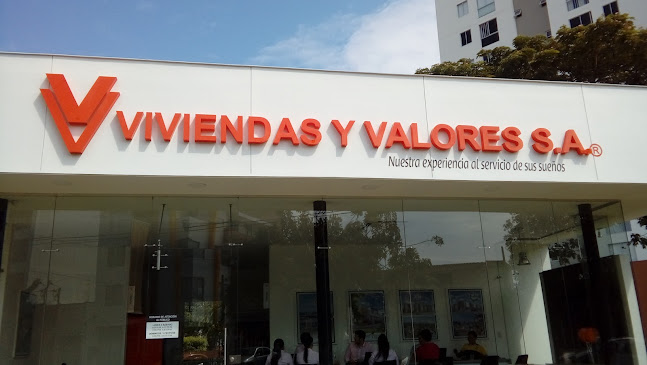 VIVIENDAS Y VALORES S.A.®
Nuestra experiencia al servicio de sus sueños